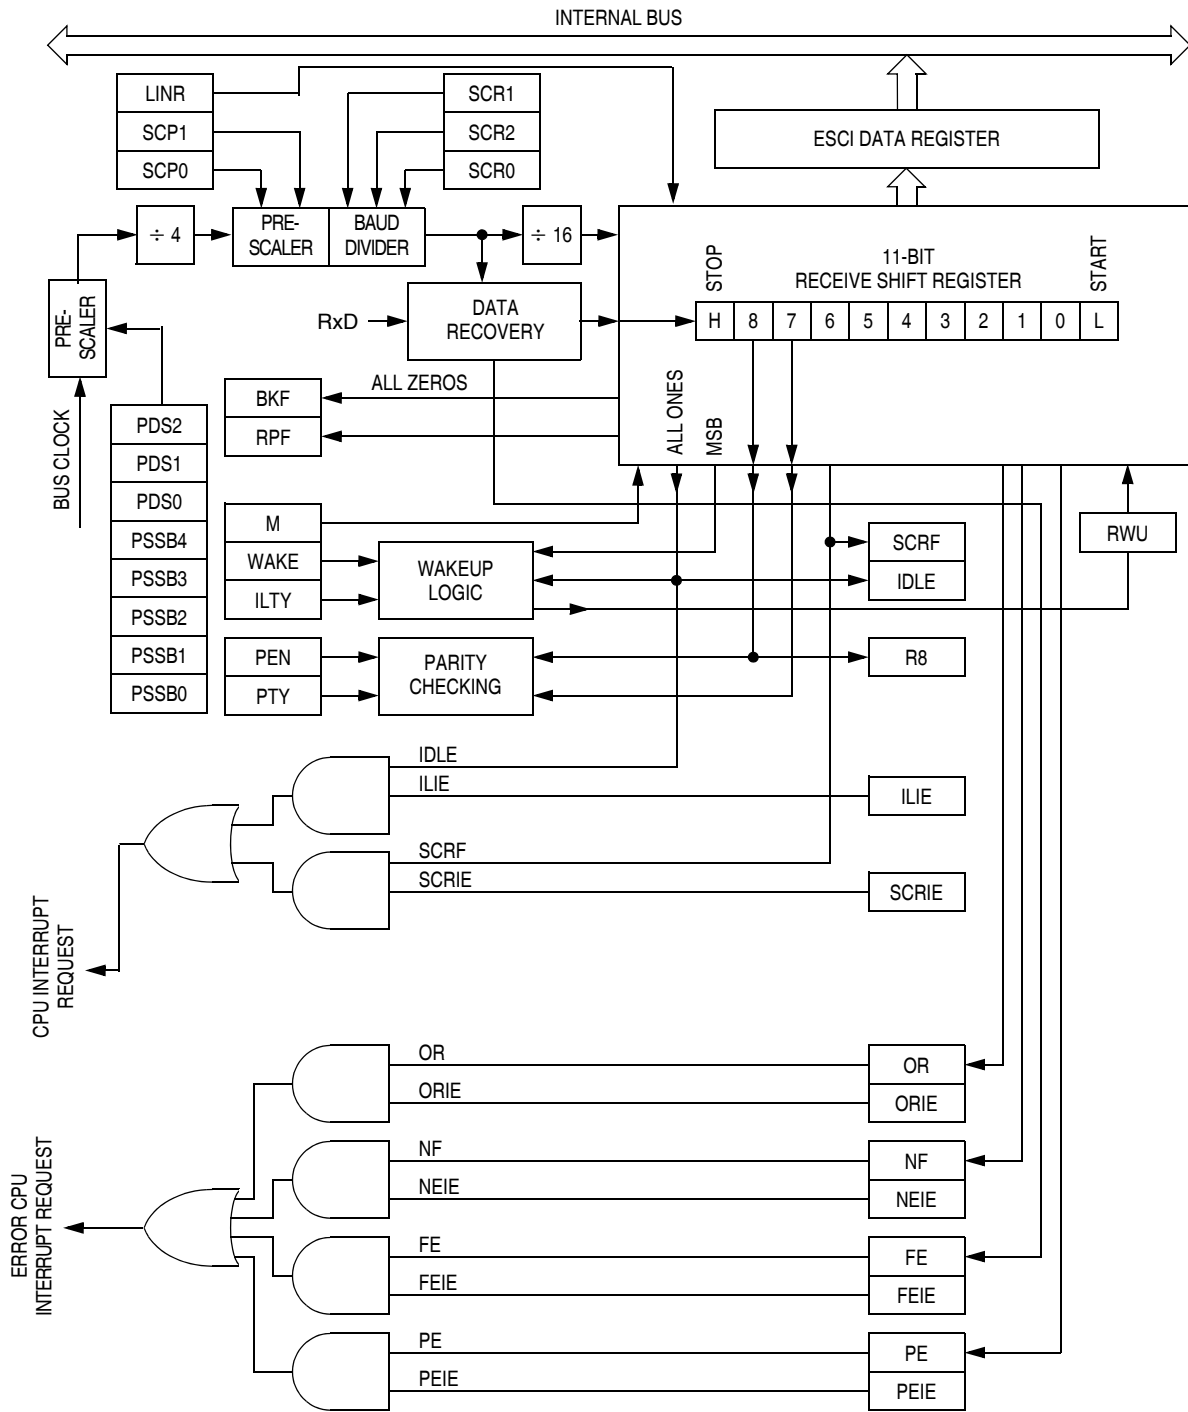 INTERNAL BUS
LINR
SCP1
SCP0
SCR1
SCR2
SCR0
ESCI DATA REGISTER
÷ 4
PRE-
SCALER
BAUD
DIVIDER
÷ 16
STOP
11-BIT
RECEIVE SHIFT REGISTER
START
H 8 7 6 5 4 3 2 1 0 L
PRE-
SCALER
RxD
DATA
RECOVERY
BUS CLOCK
ALL ZEROS
BKF
RPF
ALL ONES
MSB
PDS2
PDS1
PDS0
PSSB4
PSSB3
PSSB2
PSSB1
PSSB0
M
WAKE
ILTY
WAKEUP
LOGIC
SCRF
IDLE
RWU
PEN
PTY
PARITY
CHECKING
R8
IDLE
ILIE
ILIE
SCRF
SCRIE
SCRIE
CPU INTERRUPT
REQUEST
OR
ORIE
OR
ORIE
NF
NEIE
NF
NEIE
ERROR CPU
INTERRUPT REQUEST
FE
FEIE
FE
FEIE
PE
PEIE
PE
PEIE